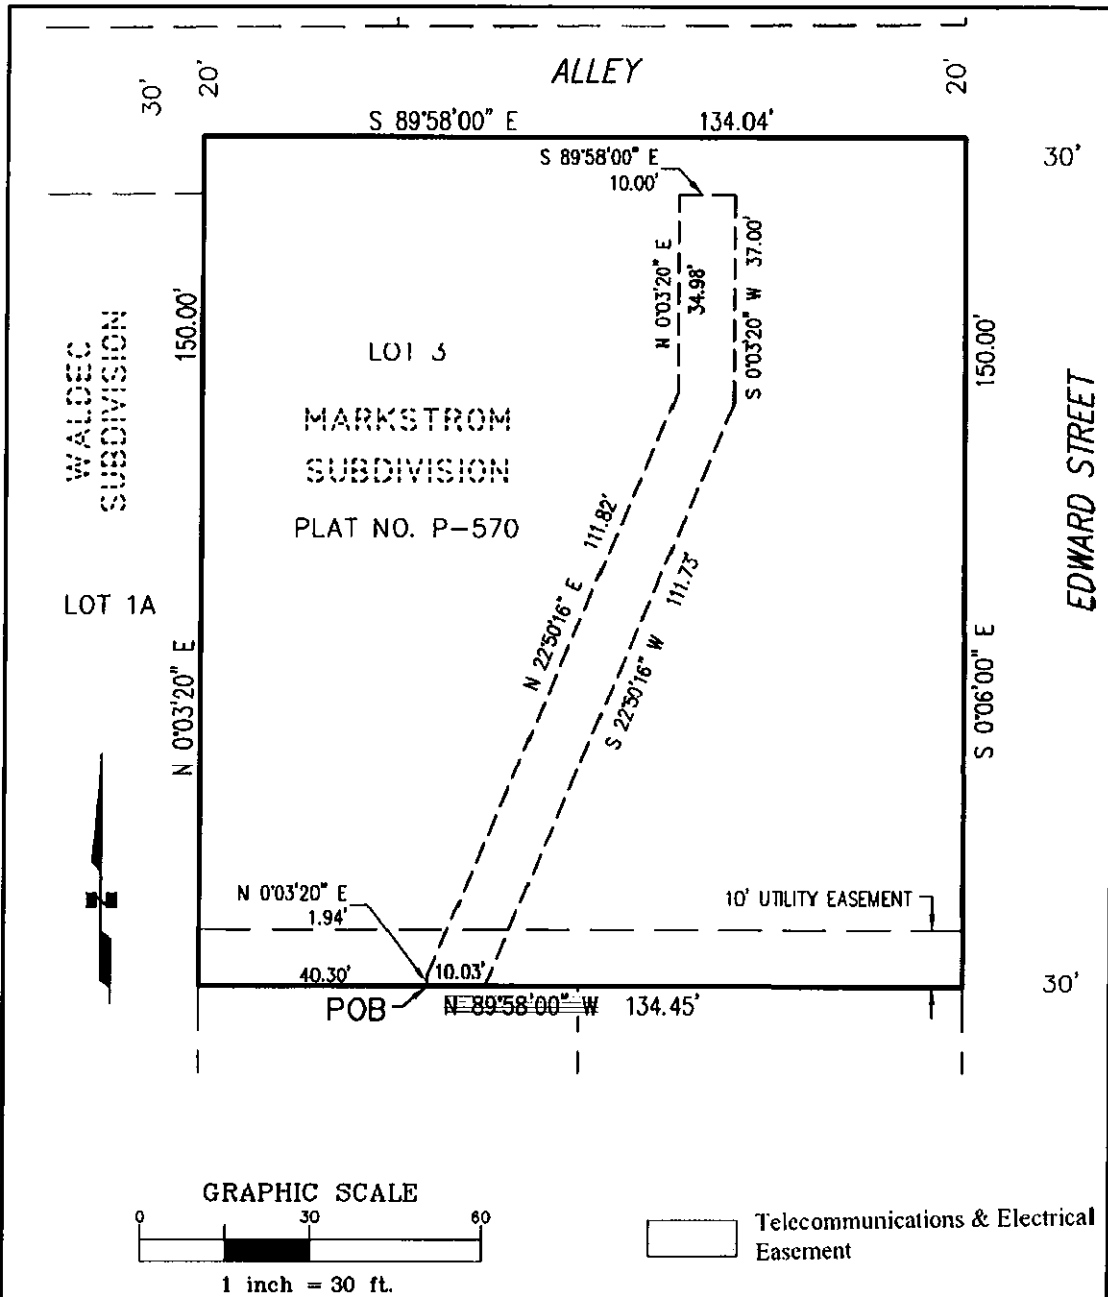 ALLEY
30'
20'
20'
S 89°58'00" E 134.04'
S 89°58'00" E
10.00'
30'
N 0°03'20" E
34.98'
S 0°03'20" W 37.00'
150.00'
150.00'
WALDEC
SUBDIVISION
LOT 3
MARKSTROM
SUBDIVISION
PLAT NO. P-570
EDWARD STREET
N 22°50'16" E 111.82'
S 22°50'16" W 111.73'
LOT 1A
N 0°03'20" E
S 0°06'00" E
N 0°03'20" E
1.94'
10' UTILITY EASEMENT
40.30'
10.03'
30'
POB
N 89°58'00" W 134.45'
GRAPHIC SCALE
0 30 60
1 inch = 30 ft.
Telecommunications & Electrical
Easement